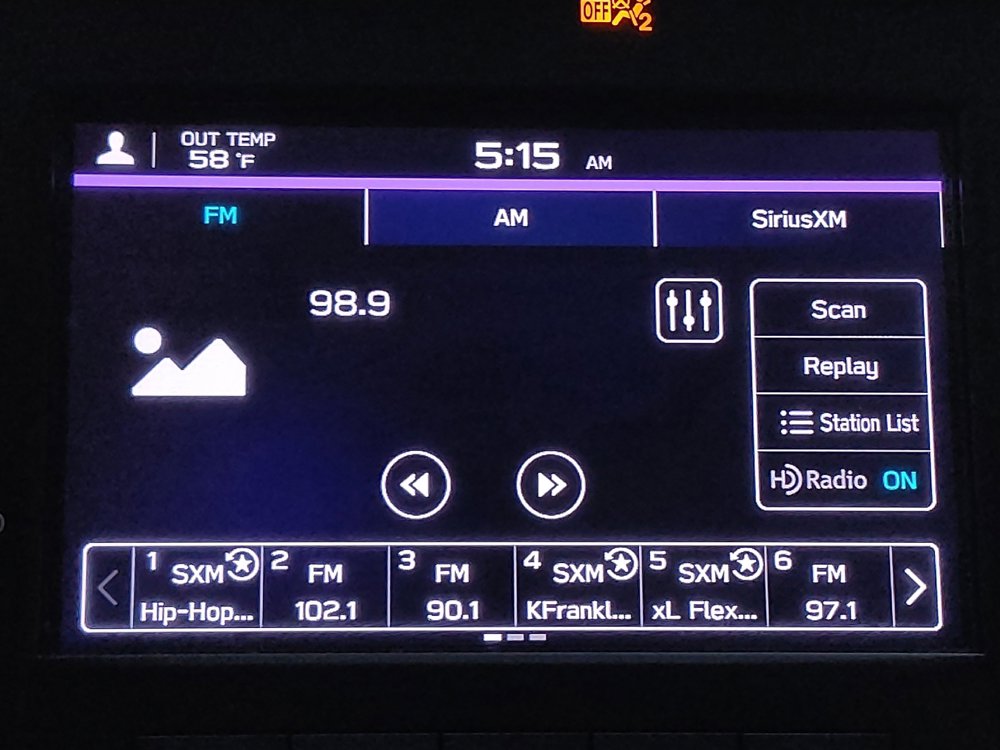 OFF 2
OUT TEMP
58 °F
5:15 AM
FM AM SiriusXM
98.9
Scan
Replay
Station List
HD Radio ON
1 SXM 2 FM 3 FM 4 SXM 5 SXM 6 FM
Hip-Hop... 102.1 90.1 KFrankl... xL Flex... 97.1